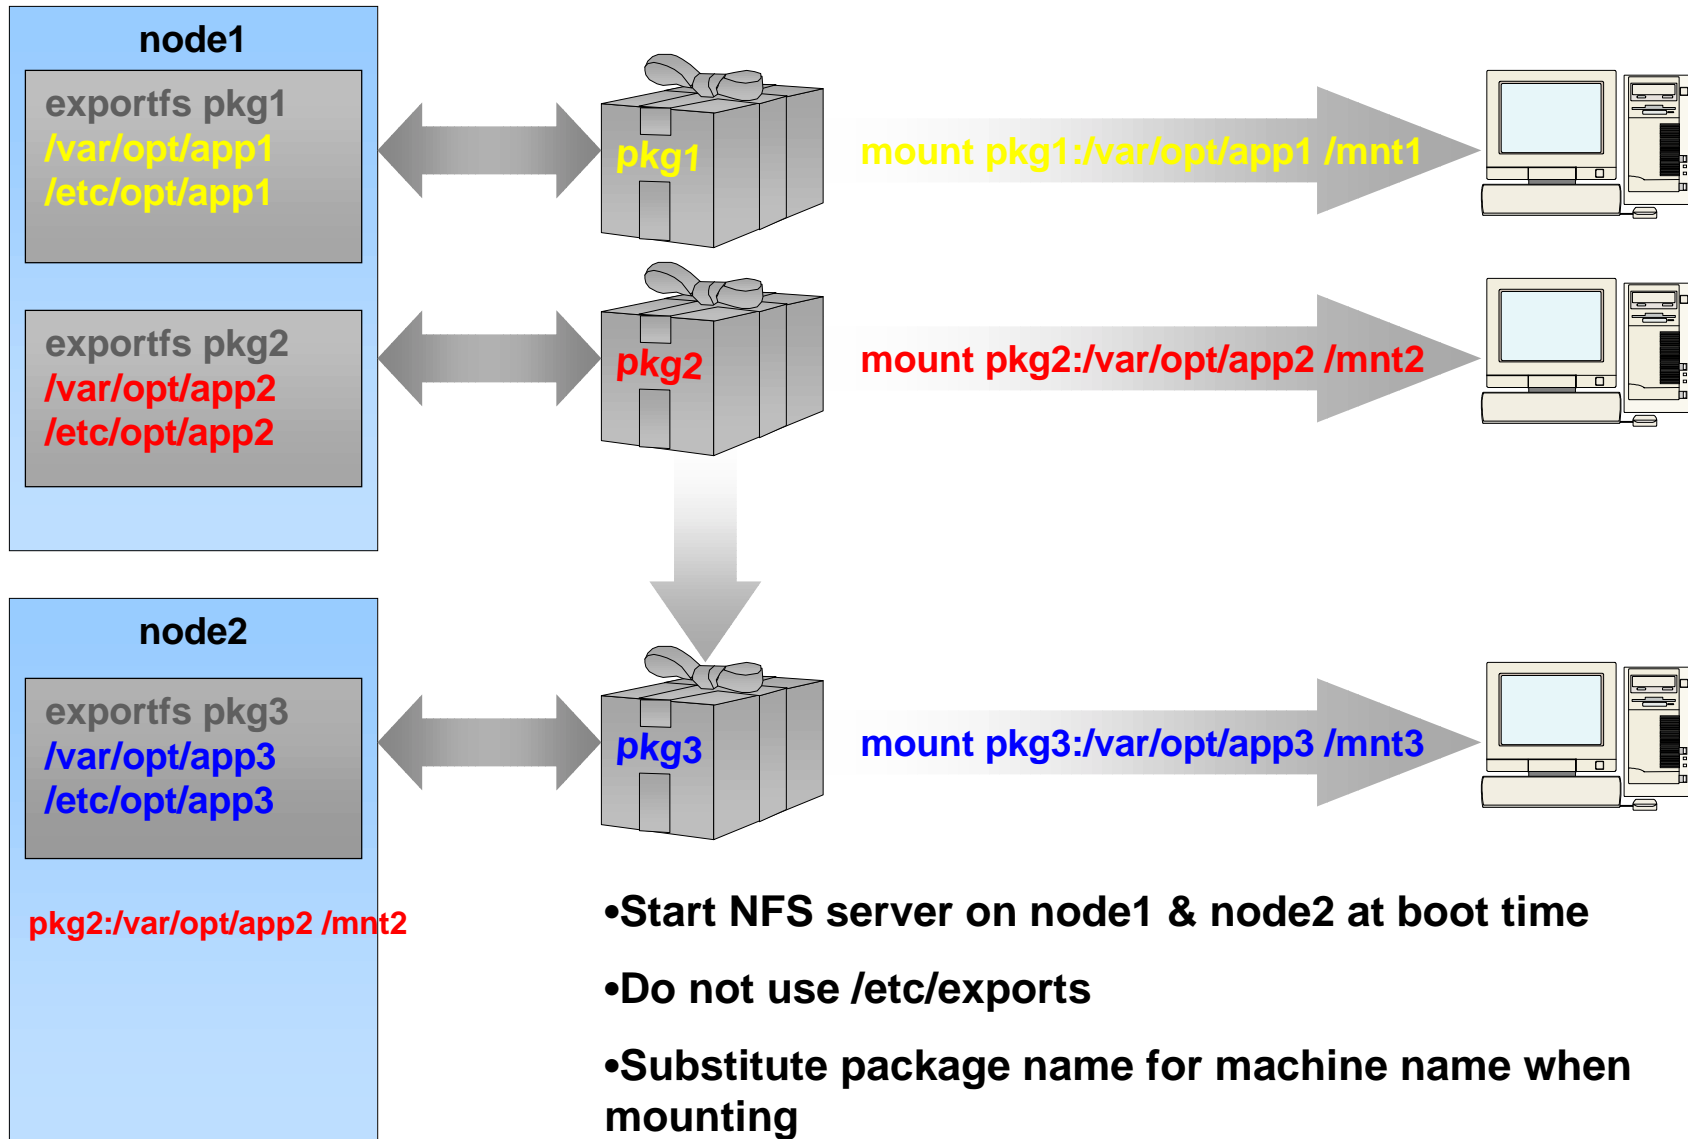 node1
exportfs pkg1
/var/opt/app1
/etc/opt/app1
pkg1
mount pkg1:/var/opt/app1 /mnt1
exportfs pkg2
/var/opt/app2
/etc/opt/app2
pkg2
mount pkg2:/var/opt/app2 /mnt2
node2
exportfs pkg3
/var/opt/app3
/etc/opt/app3
pkg3
mount pkg3:/var/opt/app3 /mnt3
pkg2:/var/opt/app2 /mnt2
•Start NFS server on node1 & node2 at boot time
•Do not use /etc/exports
•Substitute package name for machine name when
mounting